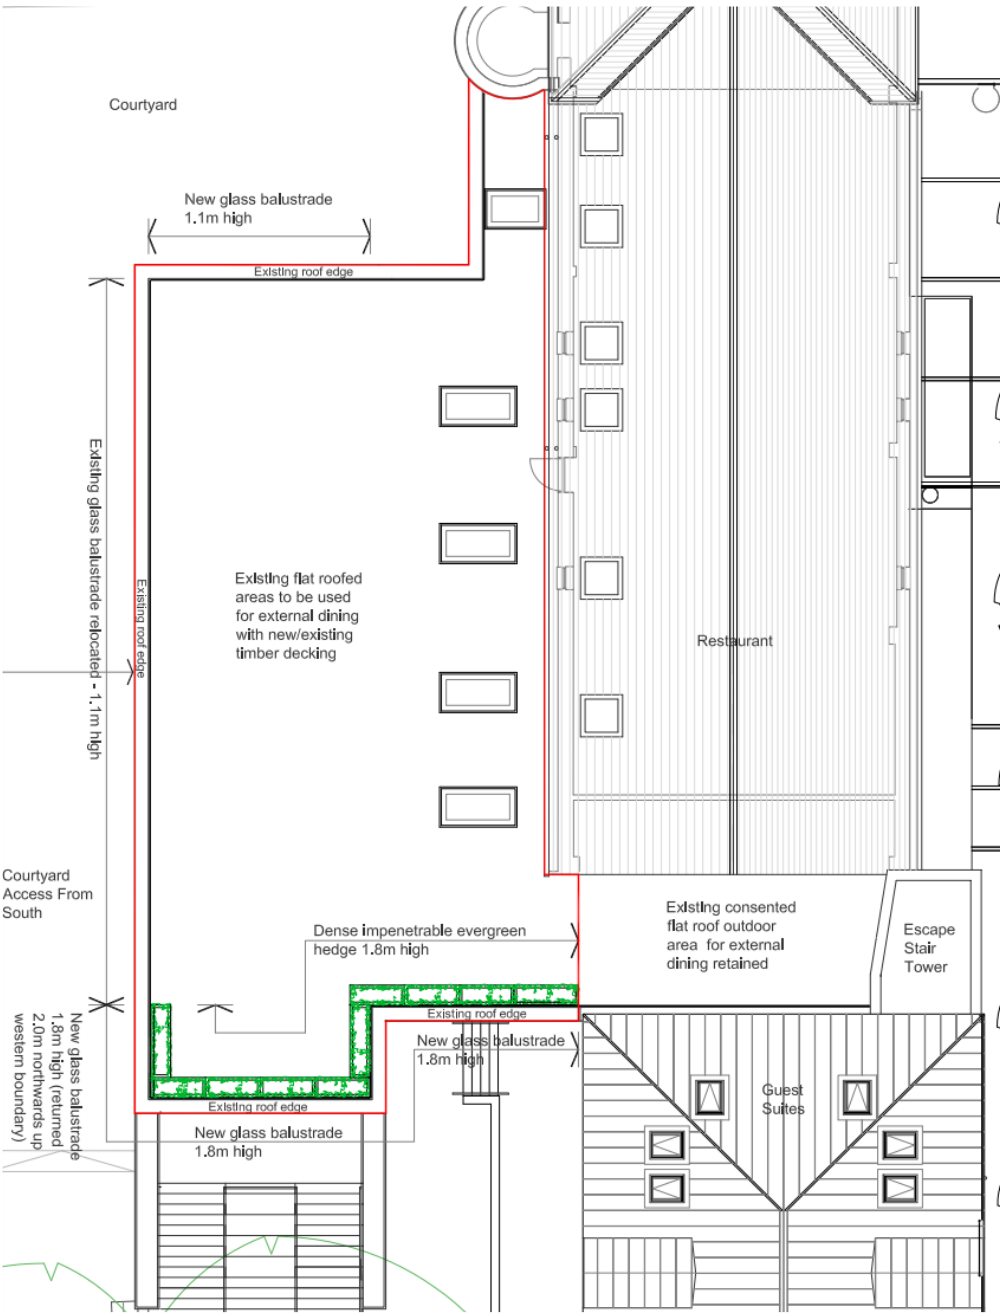 Courtyard
New glass balustrade
1.1m high
Existing roof edge
Existing glass balustrade relocated - 1.1m high
Existing roof edge
Existing flat roofed
areas to be used
for external dining
with new/existing
timber decking
Restaurant
Courtyard
Access From
South
Dense impenetrable evergreen
hedge 1.8m high
Existing consented
flat roof outdoor
area for external
dining retained
Escape
Stair
Tower
Existing roof edge
New glass balustrade
1.8m high
New glass balustrade
1.8m high (returned
2.0m northwards up
western boundary)
Guest
Suites
Existing roof edge
New glass balustrade
1.8m high